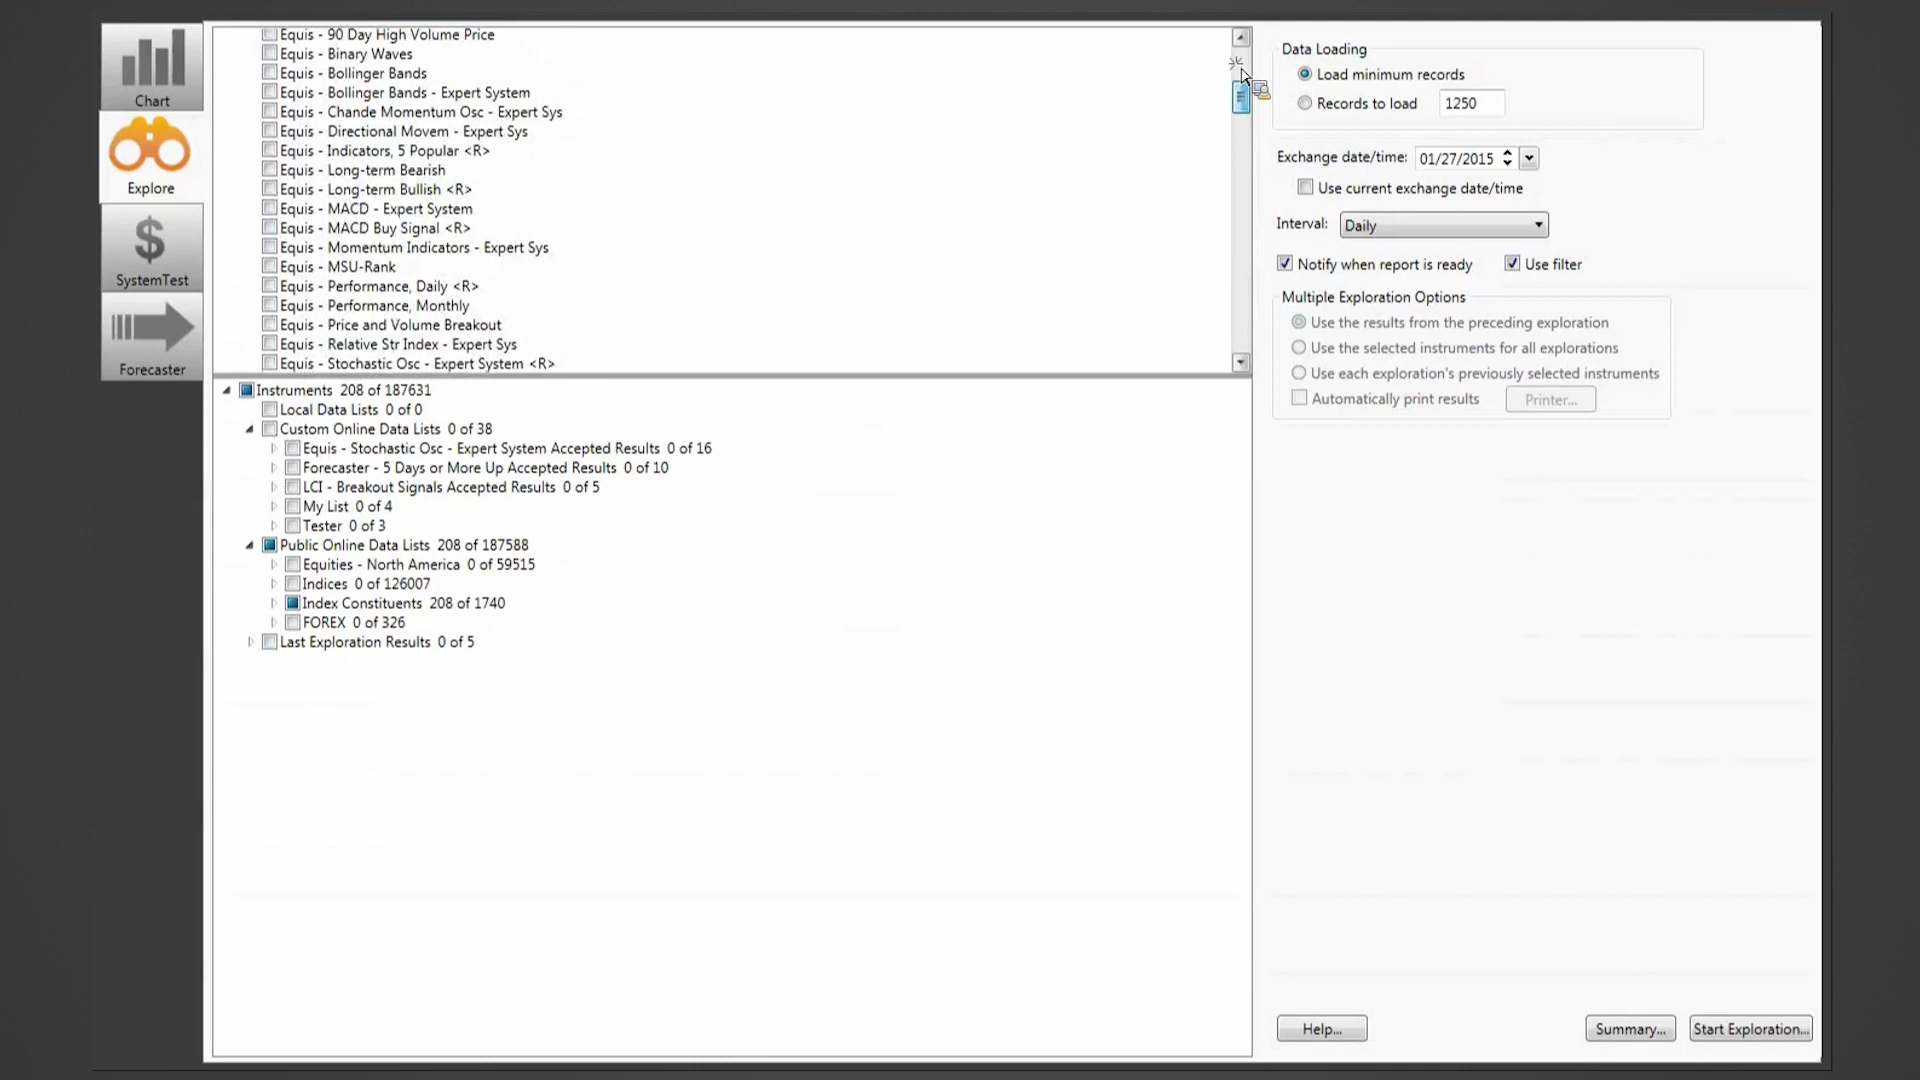 Chart
Explore
SystemTest
Forecaster
Equis - 90 Day High Volume Price
Equis - Binary Waves
Equis - Bollinger Bands
Equis - Bollinger Bands - Expert System
Equis - Chande Momentum Osc - Expert Sys
Equis - Directional Movem - Expert Sys
Equis - Indicators, 5 Popular <R>
Equis - Long-term Bearish
Equis - Long-term Bullish <R>
Equis - MACD - Expert System
Equis - MACD Buy Signal <R>
Equis - Momentum Indicators - Expert Sys
Equis - MSU-Rank
Equis - Performance, Daily <R>
Equis - Performance, Monthly
Equis - Price and Volume Breakout
Equis - Relative Str Index - Expert Sys
Equis - Stochastic Osc - Expert System <R>
Instruments 208 of 187631
Local Data Lists 0 of 0
Custom Online Data Lists 0 of 38
Equis - Stochastic Osc - Expert System Accepted Results 0 of 16
Forecaster - 5 Days or More Up Accepted Results 0 of 10
LCI - Breakout Signals Accepted Results 0 of 5
My List 0 of 4
Tester 0 of 3
Public Online Data Lists 208 of 187588
Equities - North America 0 of 59515
Indices 0 of 126007
Index Constituents 208 of 1740
FOREX 0 of 326
Last Exploration Results 0 of 5
Data Loading
Load minimum records
Records to load 1250
Exchange date/time: 01/27/2015
Use current exchange date/time
Interval: Daily
Notify when report is ready Use filter
Multiple Exploration Options
Use the results from the preceding exploration
Use the selected instruments for all explorations
Use each exploration's previously selected instruments
Automatically print results Printer...
Help... Summary... Start Exploration...